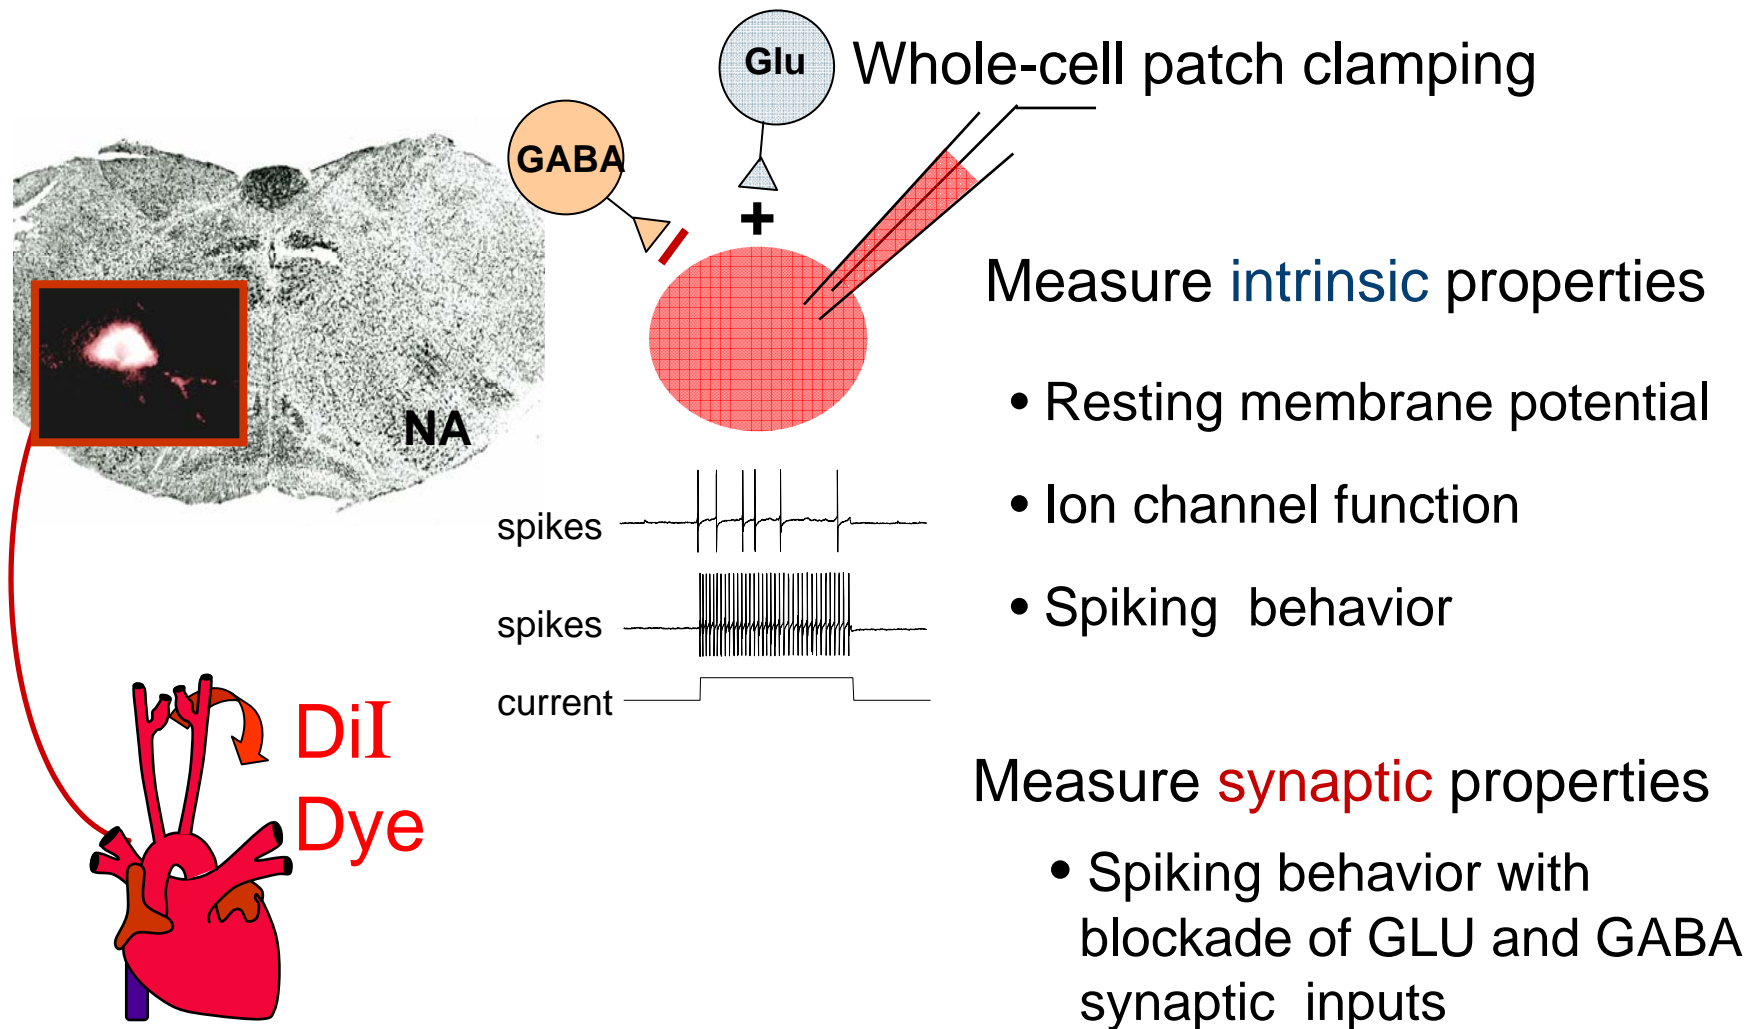 Glu
Whole-cell patch clamping
GABA
+
NA
Measure intrinsic properties
• Resting membrane potential
• Ion channel function
• Spiking behavior
spikes
spikes
current
DiI
Dye
Measure synaptic properties
• Spiking behavior with
blockade of GLU and GABA
synaptic inputs